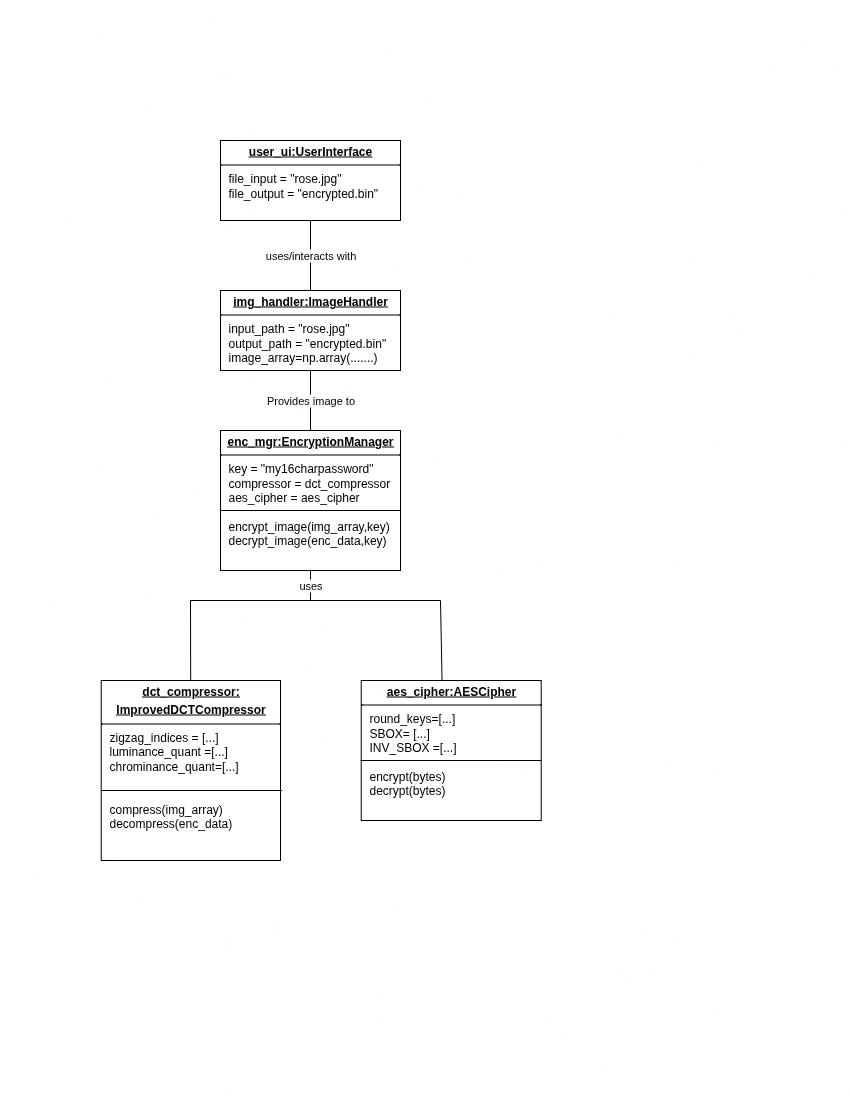 user_ui:UserInterface
file_input = "rose.jpg"
file_output = "encrypted.bin"
uses/interacts with
img_handler:ImageHandler
input_path = "rose.jpg"
output_path = "encrypted.bin"
image_array=np.array(.......)
Provides image to
enc_mgr:EncryptionManager
key = "my16charpassword"
compressor = dct_compressor
aes_cipher = aes_cipher
encrypt_image(img_array,key)
decrypt_image(enc_data,key)
uses
dct_compressor:
ImprovedDCTCompressor
zigzag_indices = [...]
luminance_quant =[...]
chrominance_quant=[...]
compress(img_array)
decompress(enc_data)
aes_cipher:AESCipher
round_keys=[...]
SBOX= [...]
INV_SBOX =[...]
encrypt(bytes)
decrypt(bytes)